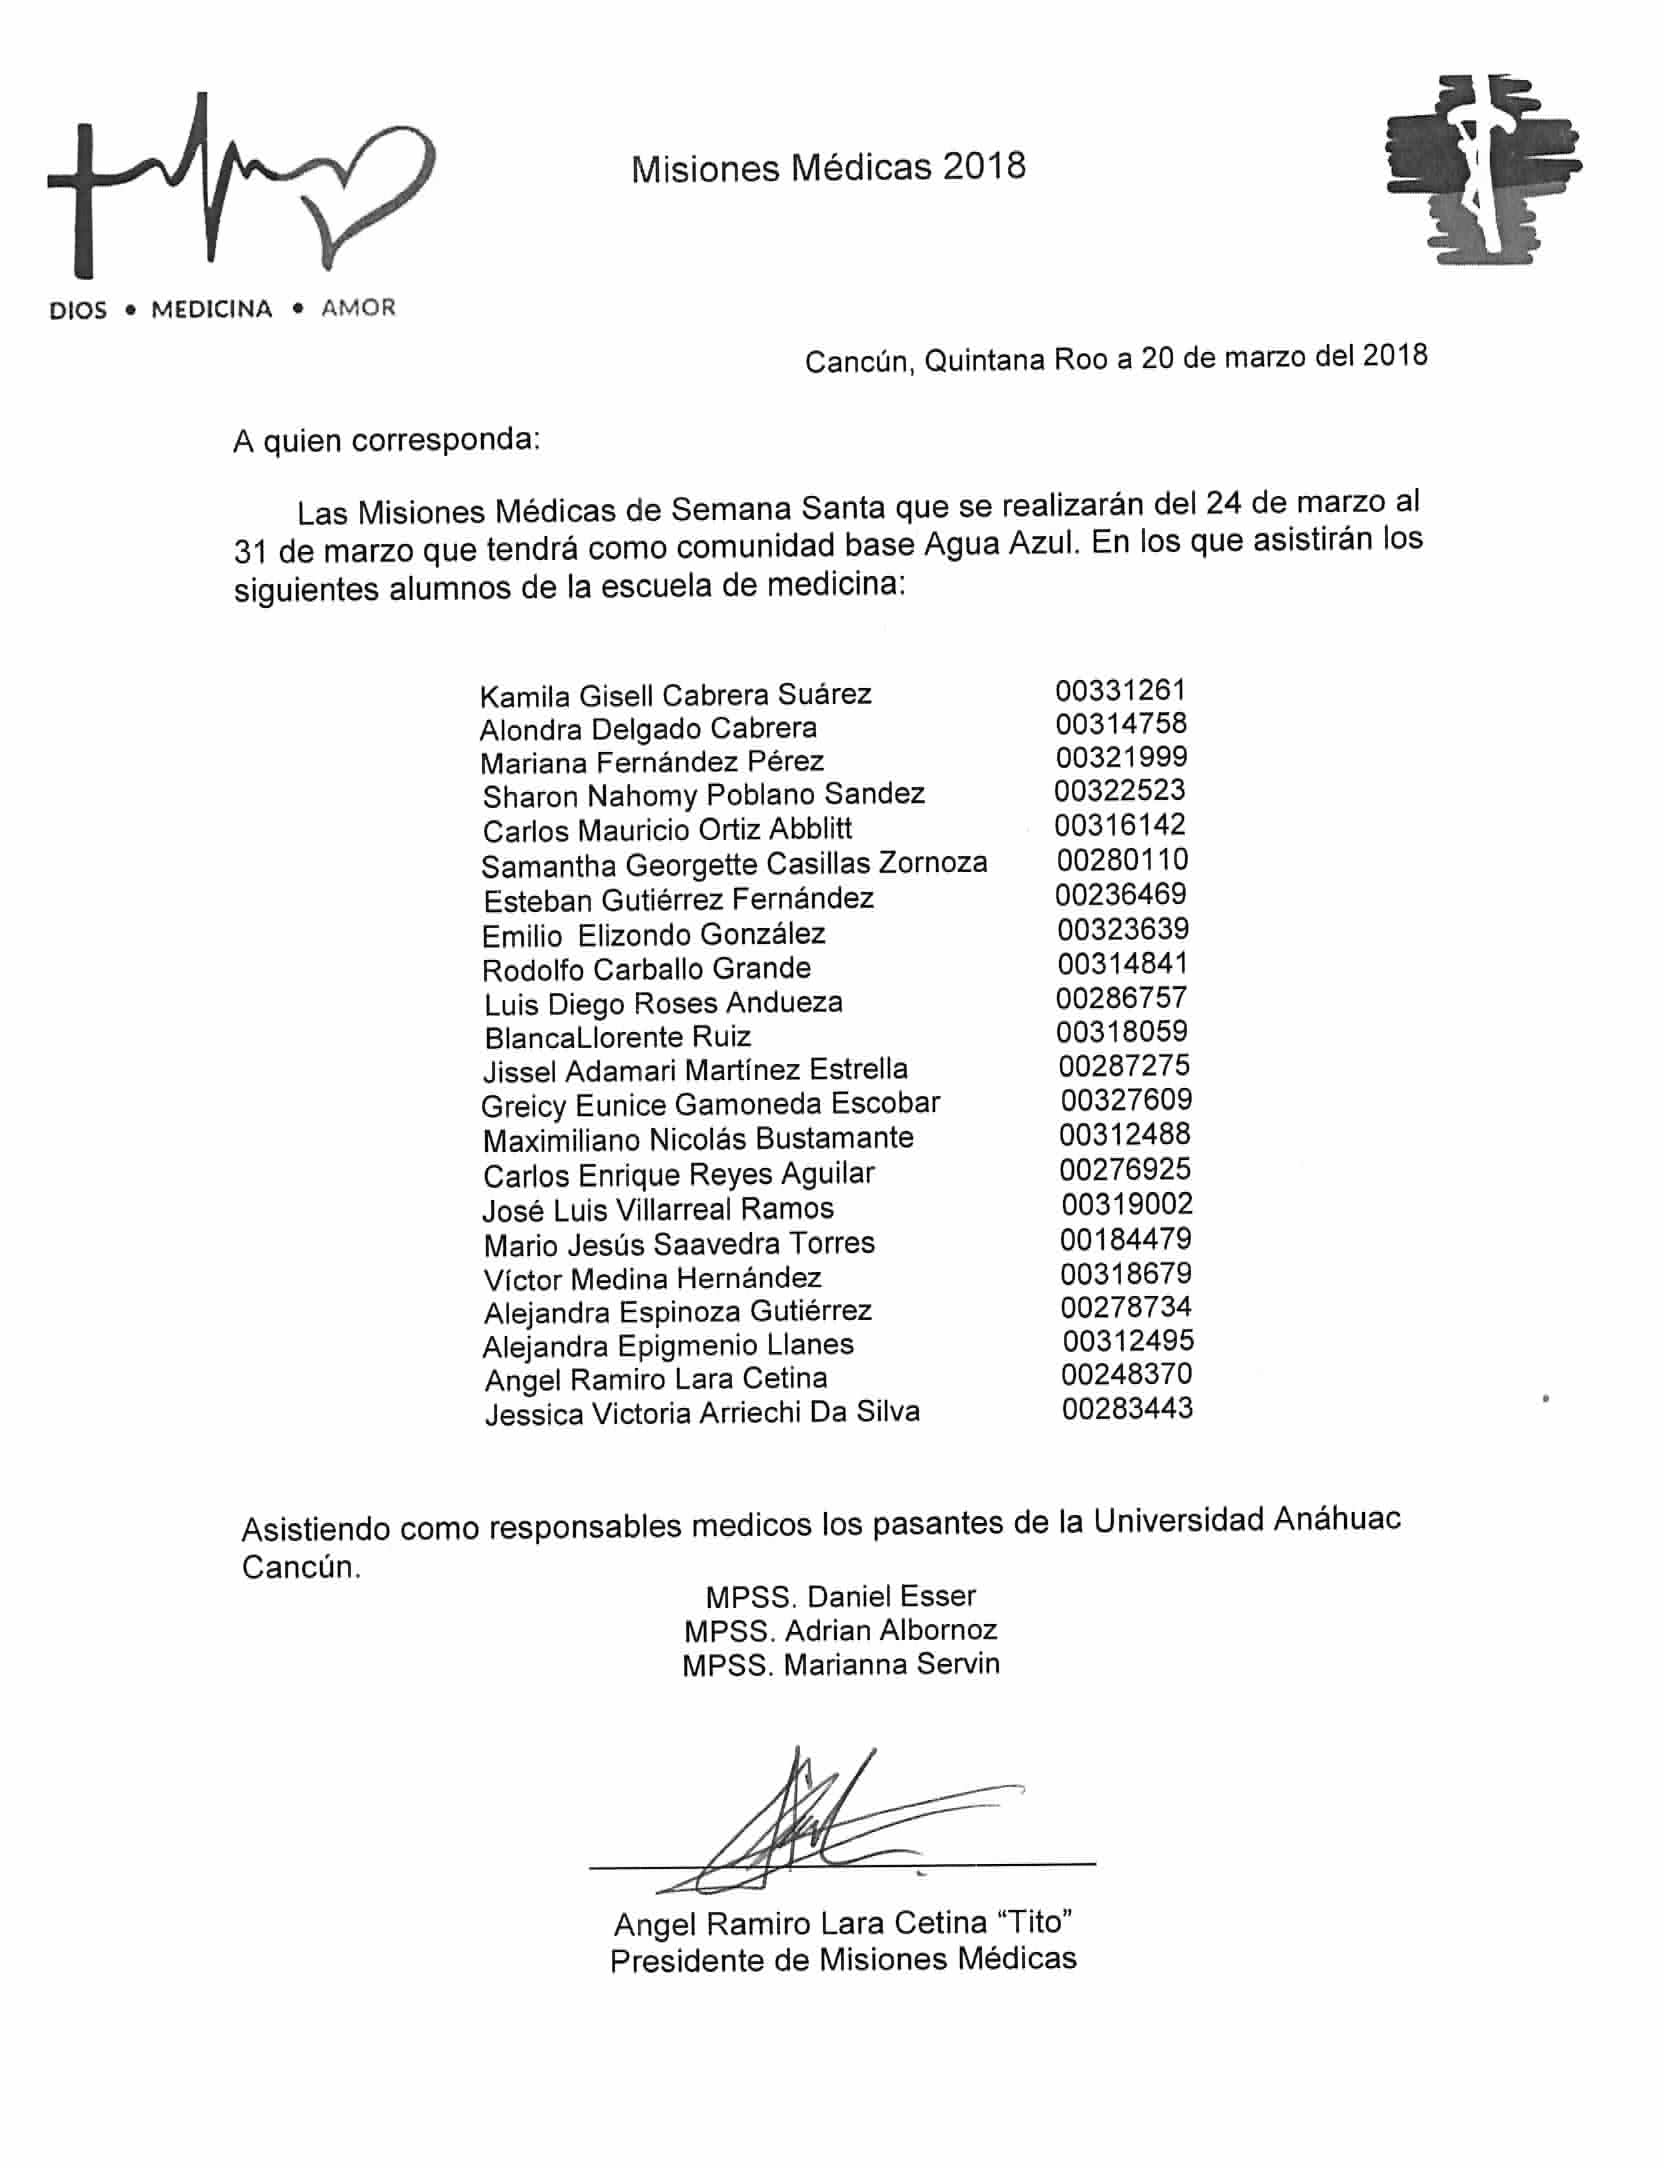 Misiones Médicas 2018
DIOS • MEDICINA • AMOR
Cancún, Quintana Roo a 20 de marzo del 2018
A quien corresponda:
Las Misiones Médicas de Semana Santa que se realizarán del 24 de marzo al
31 de marzo que tendrá como comunidad base Agua Azul. En los que asistirán los
siguientes alumnos de la escuela de medicina:
Kamila Gisell Cabrera Suárez 00331261
Alondra Delgado Cabrera 00314758
Mariana Fernández Pérez 00321999
Sharon Nahomy Poblano Sandez 00322523
Carlos Mauricio Ortiz Abblitt 00316142
Samantha Georgette Casillas Zornoza 00280110
Esteban Gutiérrez Fernández 00236469
Emilio Elizondo González 00323639
Rodolfo Carballo Grande 00314841
Luis Diego Roses Andueza 00286757
BlancaLlorente Ruiz 00318059
Jissel Adamari Martínez Estrella 00287275
Greicy Eunice Gamoneda Escobar 00327609
Maximiliano Nicolás Bustamante 00312488
Carlos Enrique Reyes Aguilar 00276925
José Luis Villarreal Ramos 00319002
Mario Jesús Saavedra Torres 00184479
Víctor Medina Hernández 00318679
Alejandra Espinoza Gutiérrez 00278734
Alejandra Epigmenio Llanes 00312495
Angel Ramiro Lara Cetina 00248370
Jessica Victoria Arriechi Da Silva 00283443
Asistiendo como responsables medicos los pasantes de la Universidad Anáhuac
Cancún.
MPSS. Daniel Esser
MPSS. Adrian Albornoz
MPSS. Marianna Servin
Angel Ramiro Lara Cetina “Tito”
Presidente de Misiones Médicas